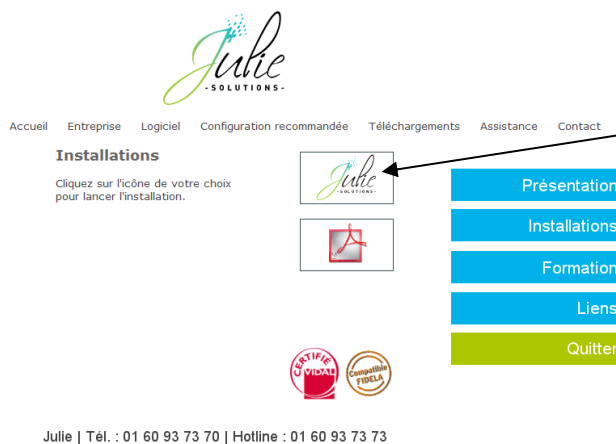 Julie
-SOLUTIONS-
Accueil Entreprise Logiciel Configuration recommandée Téléchargements Assistance Contact
Installations
Cliquez sur l'icône de votre choix
pour lancer l'installation.
Julie
-SOLUTIONS-
Présentation
Installations
Formation
Liens
Quitter
CERTIFIÉ
VIDAL
Compatible
FIDELA
Julie | Tél. : 01 60 93 73 70 | Hotline : 01 60 93 73 73